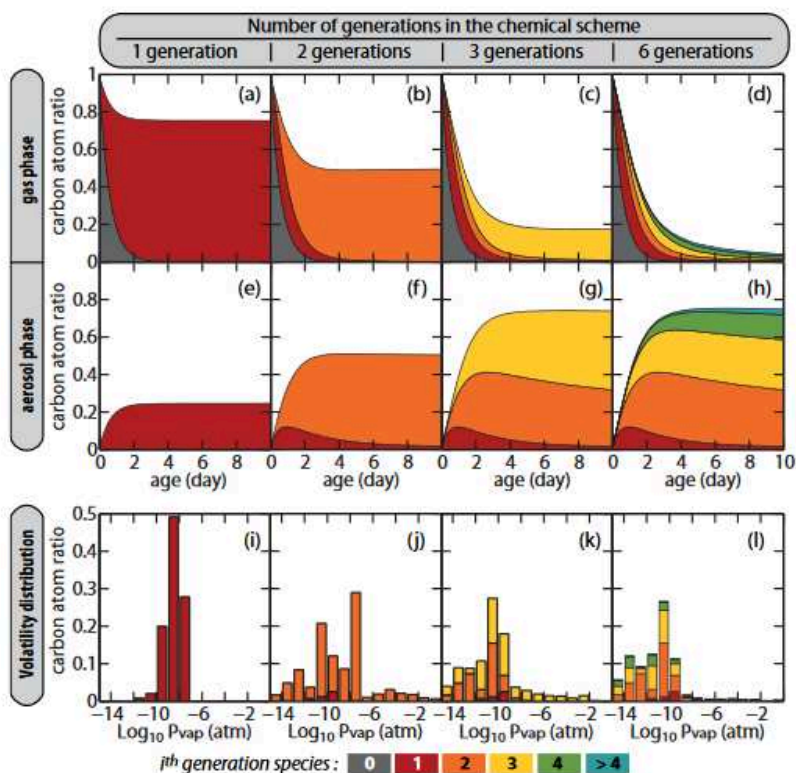 Number of generations in the chemical scheme
1 generation | 2 generations | 3 generations | 6 generations
gas phase
carbon atom ratio
1
0.8
0.6
0.4
0.2
0
(a) (b) (c) (d)
aerosol phase
carbon atom ratio
0.8
0.6
0.4
0.2
0
(e) (f) (g) (h)
0 2 4 6 8 0 2 4 6 8 0 2 4 6 8 0 2 4 6 8 10
age (day) age (day) age (day) age (day)
Volatility distribution
carbon atom ratio
0.5
0.4
0.3
0.2
0.1
0
(i) (j) (k) (l)
−14 −10 −6 −2 −14 −10 −6 −2 −14 −10 −6 −2 −14 −10 −6 −2
Log10 Pvap (atm) Log10 Pvap (atm) Log10 Pvap (atm) Log10 Pvap (atm)
ith generation species : 0 1 2 3 4 >4